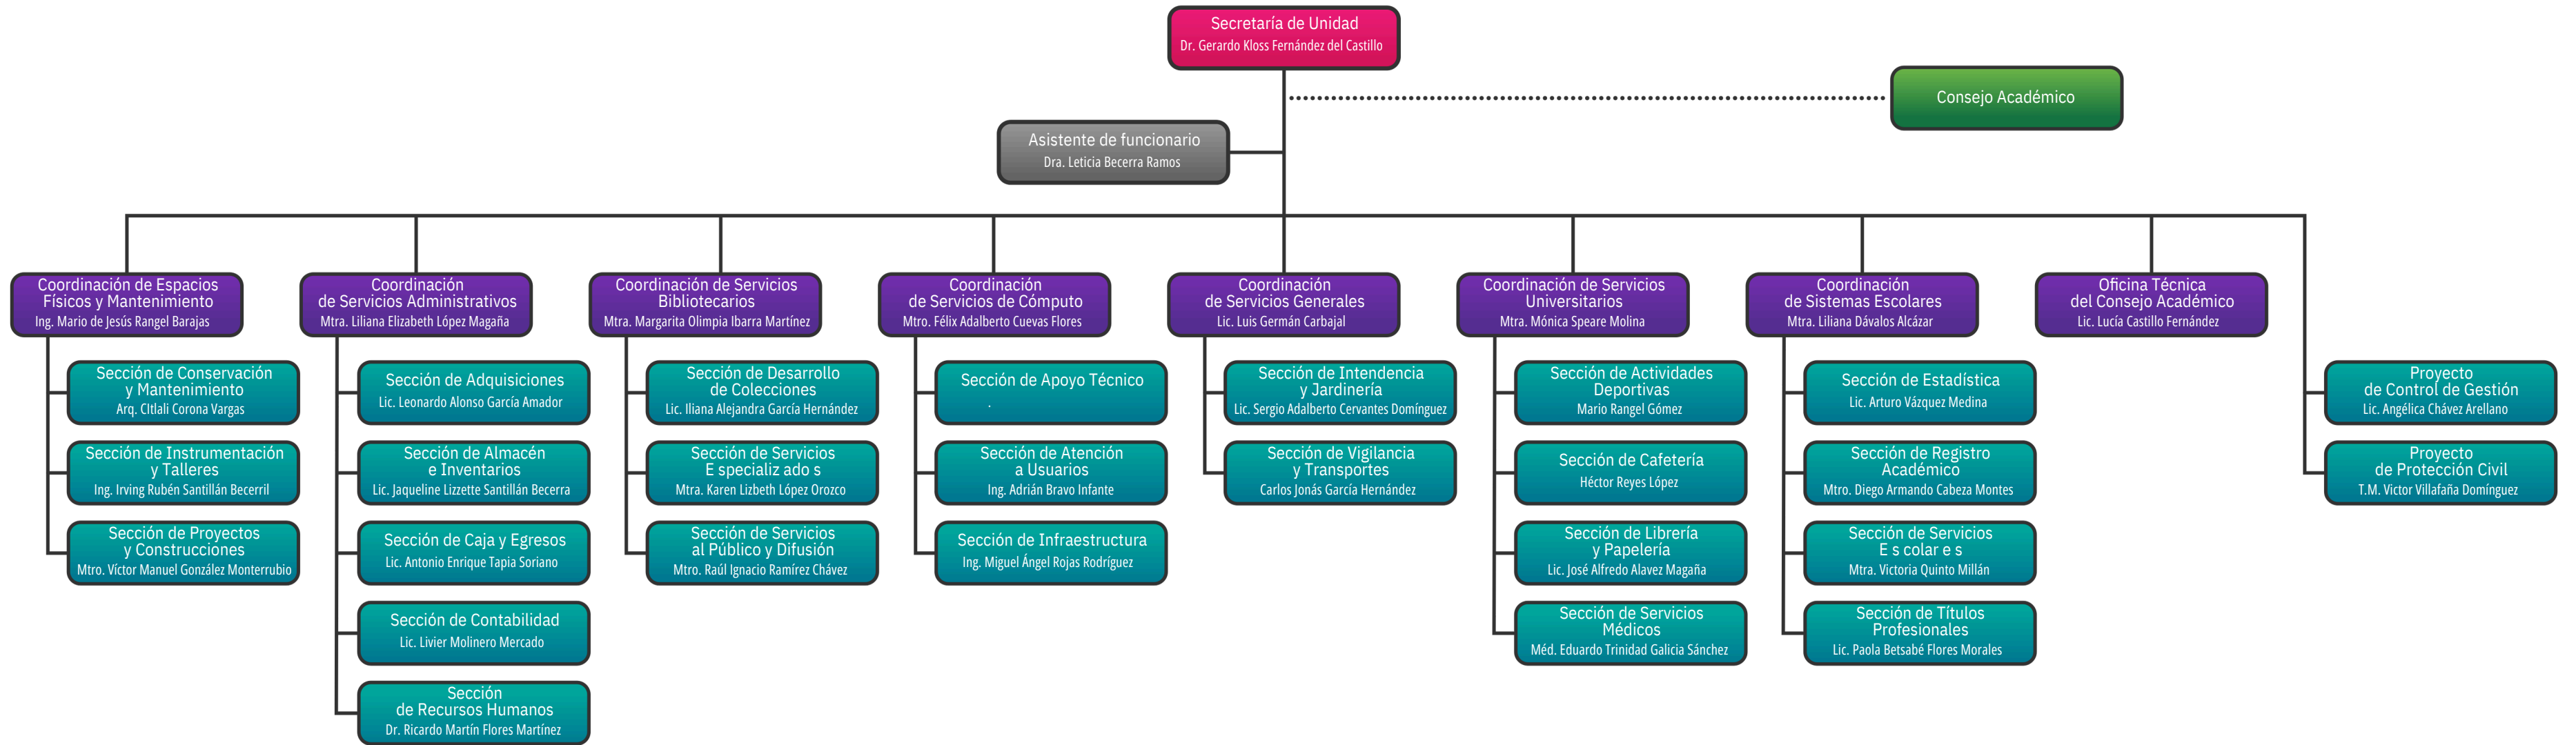 Secretaría de Unidad
Dr. Gerardo Kloss Fernández del Castillo
Consejo Académico
Asistente de funcionario
Dra. Leticia Becerra Ramos
Coordinación de Espacios
Físicos y Mantenimiento
Ing. Mario de Jesús Rangel Barajas
Sección de Conservación
y Mantenimiento
Arq. CItlali Corona Vargas
Sección de Instrumentación
y Talleres
Ing. Irving Rubén Santillán Becerril
Sección de Proyectos
y Construcciones
Mtro. Víctor Manuel González Monterrubio
Coordinación
de Servicios Administrativos
Mtra. Liliana Elizabeth López Magaña
Sección de Adquisiciones
Lic. Leonardo Alonso García Amador
Sección de Almacén
e Inventarios
Lic. Jaqueline Lizzette Santillán Becerra
Sección de Caja y Egresos
Lic. Antonio Enrique Tapia Soriano
Sección de Contabilidad
Lic. Livier Molinero Mercado
Sección
de Recursos Humanos
Dr. Ricardo Martín Flores Martínez
Coordinación de Servicios
Bibliotecarios
Mtra. Margarita Olimpia Ibarra Martínez
Sección de Desarrollo
de Colecciones
Lic. Iliana Alejandra García Hernández
Sección de Servicios
E specializ ado s
Mtra. Karen Lizbeth López Orozco
Sección de Servicios
al Público y Difusión
Mtro. Raúl Ignacio Ramírez Chávez
Coordinación
de Servicios de Cómputo
Mtro. Félix Adalberto Cuevas Flores
Sección de Apoyo Técnico
.
Sección de Atención
a Usuarios
Ing. Adrián Bravo Infante
Sección de Infraestructura
Ing. Miguel Ángel Rojas Rodríguez
Coordinación
de Servicios Generales
Lic. Luis Germán Carbajal
Sección de Intendencia
y Jardinería
Lic. Sergio Adalberto Cervantes Domínguez
Sección de Vigilancia
y Transportes
Carlos Jonás García Hernández
Coordinación de Servicios
Universitarios
Mtra. Mónica Speare Molina
Sección de Actividades
Deportivas
Mario Rangel Gómez
Sección de Cafetería
Héctor Reyes López
Sección de Librería
y Papelería
Lic. José Alfredo Alavez Magaña
Sección de Servicios
Médicos
Méd. Eduardo Trinidad Galicia Sánchez
Coordinación
de Sistemas Escolares
Mtra. Liliana Dávalos Alcázar
Sección de Estadística
Lic. Arturo Vázquez Medina
Sección de Registro
Académico
Mtro. Diego Armando Cabeza Montes
Sección de Servicios
E s colar e s
Mtra. Victoria Quinto Millán
Sección de Títulos
Profesionales
Lic. Paola Betsabé Flores Morales
Oficina Técnica
del Consejo Académico
Lic. Lucía Castillo Fernández
Proyecto
de Control de Gestión
Lic. Angélica Chávez Arellano
Proyecto
de Protección Civil
T.M. Victor Villafaña Domínguez